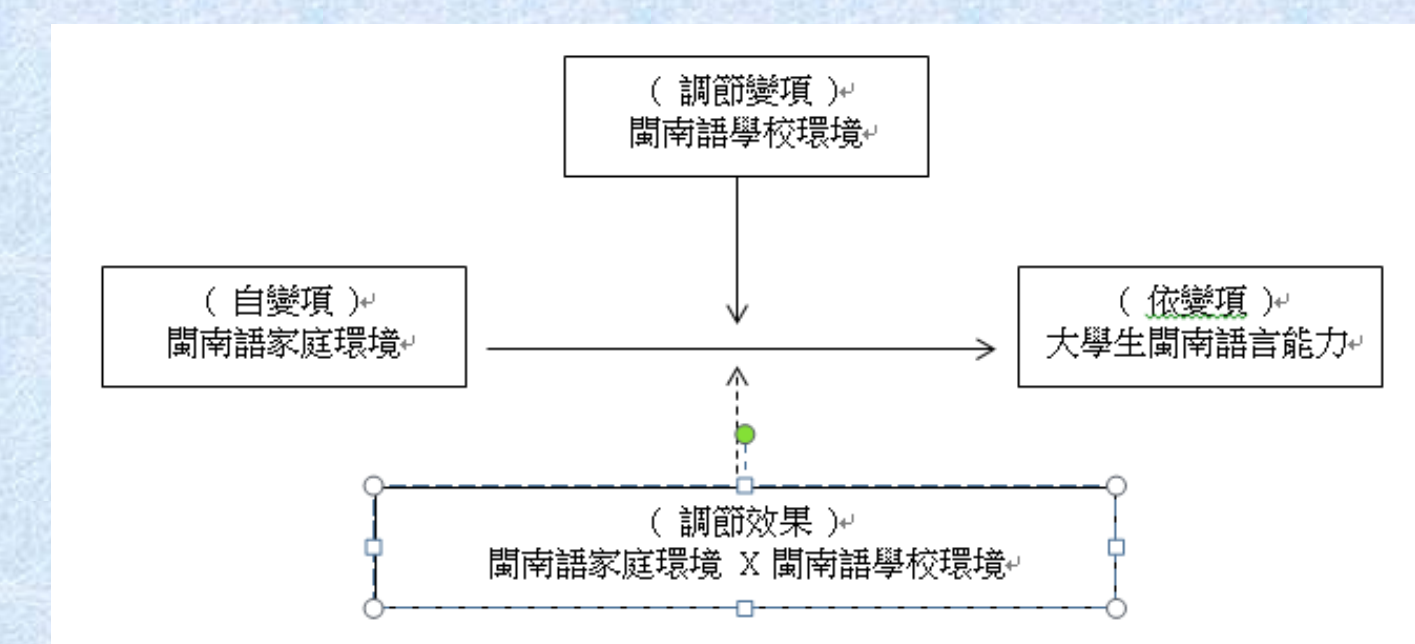 ( 調節變項 )
閩南語學校環境
( 自變項 )
閩南語家庭環境
( 依變項 )
大學生閩南語言能力
( 調節效果 )
閩南語家庭環境 X 閩南語學校環境